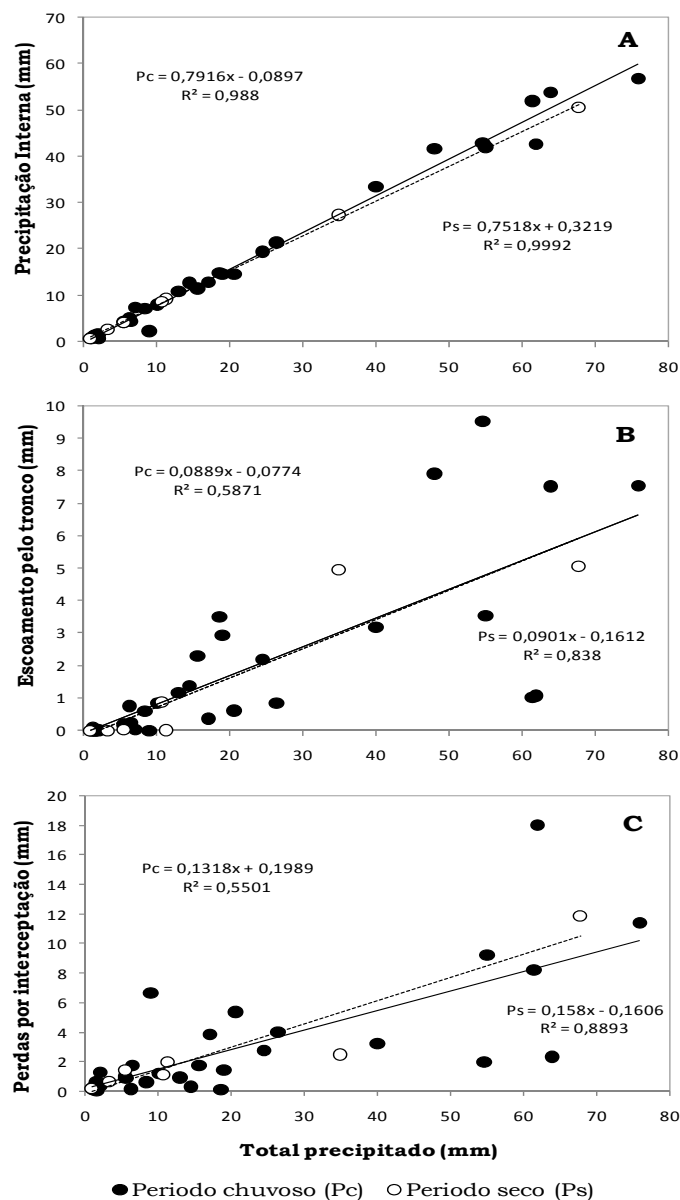 70
60
50
40
30
20
10
0
Precipitação Interna (mm)
A
Pc = 0,7916x - 0,0897
R² = 0,988
Ps = 0,7518x + 0,3219
R² = 0,9992
0 10 20 30 40 50 60 70 80
10
9
8
7
6
5
4
3
2
1
0
Escoamento pelo tronco (mm)
B
Pc = 0,0889x - 0,0774
R² = 0,5871
Ps = 0,0901x - 0,1612
R² = 0,838
0 10 20 30 40 50 60 70 80
20
18
16
14
12
10
8
6
4
2
0
Perdas por interceptação (mm)
C
Pc = 0,1318x + 0,1989
R² = 0,5501
Ps = 0,158x - 0,1606
R² = 0,8893
0 10 20 30 40 50 60 70 80
Total precipitado (mm)
Periodo chuvoso (Pc) Periodo seco (Ps)